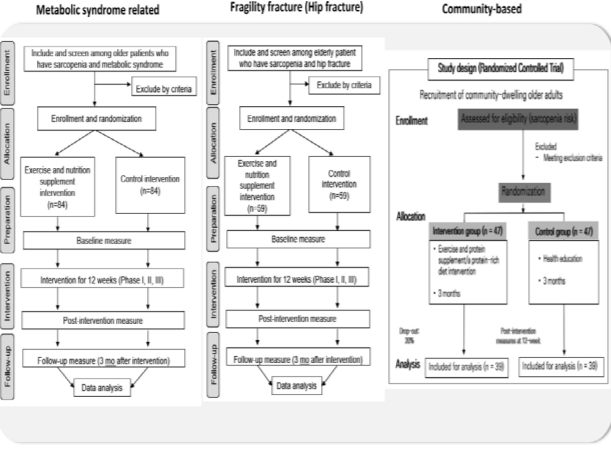 Metabolic syndrome related
Enrollment
Include and screen among older patients who
have sarcopenia and metabolic syndrome
Exclude by criteria
Allocation
Enrollment and randomization
Exercise and nutrition
supplement
intervention
(n=84)
Control intervention
(n=84)
Preparation
Baseline measure
Intervention
Intervention for 12 weeks (Phase I, II, III)
Post-intervention measure
Follow-up
Follow-up measure (3 mo after intervention)
Data analysis
Fragility fracture (Hip fracture)
Enrollment
Include and screen among elderly patient
who have sarcopenia and hip fracture
Exclude by criteria
Allocation
Enrollment and randomization
Exercise and
nutrition
supplement
intervention
(n=59)
Control
intervention
(n=59)
Preparation
Baseline measure
Intervention
Intervention for 12 weeks (Phase I, II, III)
Post-intervention measure
Follow-up
Follow-up measure (3 mo after intervention)
Data analysis
Community-based
Study design (Randomized Controlled Trial)
Recruitment of community-dwelling older adults
Enrollment
Assessed for eligibility (sarcopenia risk)
Excluded
- Meeting exclusion criteria
Randomization
Allocation
Intervention group (n = 47)
• Exercise and protein
supplement/a protein-rich
diet intervention
• 3 months
Control group (n = 47)
• Health education
• 3 months
Drop-out:
20%
Post-intervention
measures at 12-week
Analysis
Included for analysis (n = 39)
Included for analysis (n = 39)